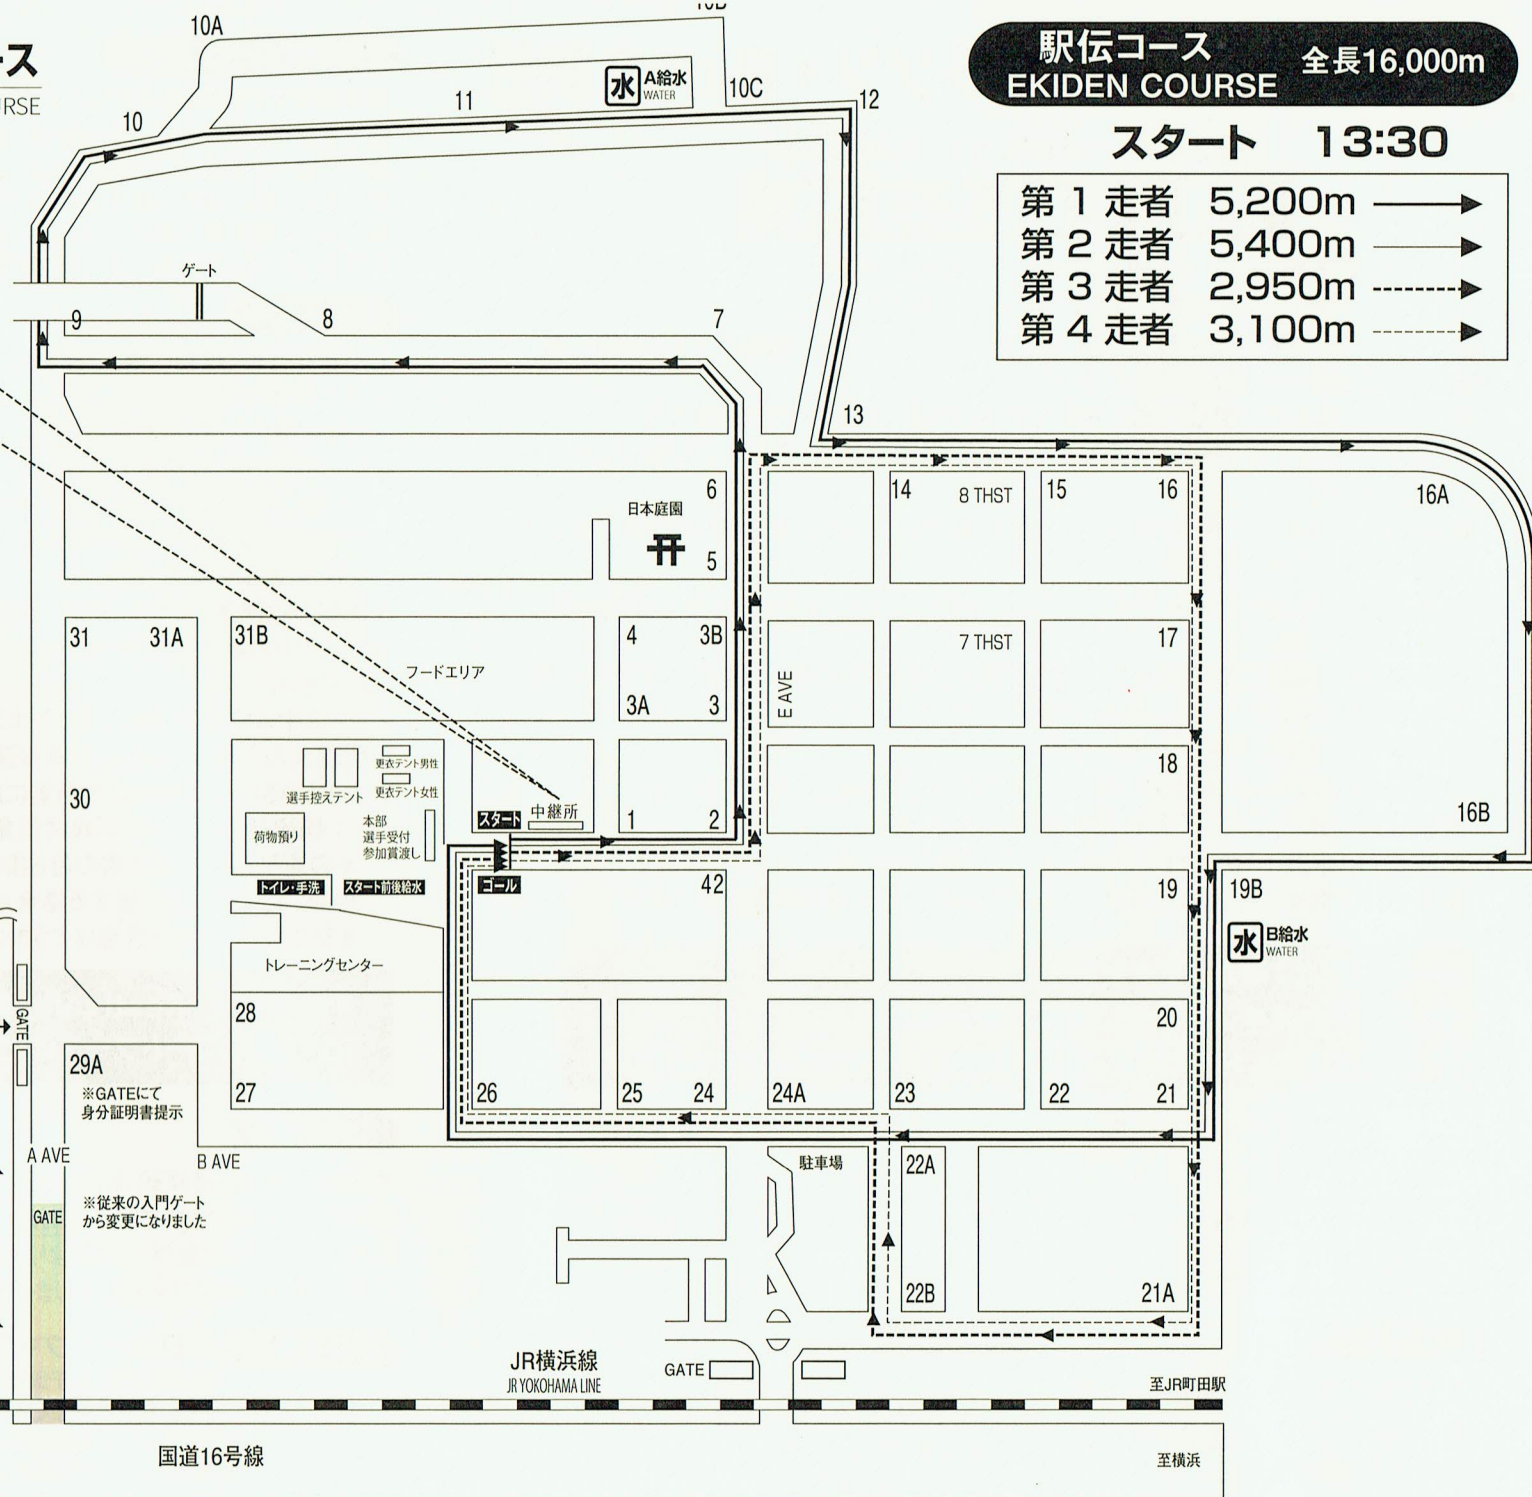 ース
RSE
駅伝コース 全長16,000m
EKIDEN COURSE
スタート 13:30
第 1 走者 5,200m
第 2 走者 5,400m
第 3 走者 2,950m
第 4 走者 3,100m
10A
10B
水 A給水
WATER
10C
12
11
10
ゲート
9
8
7
13
6
日本庭園
5
14
8 THST
15
16
16A
31
31A
31B
フードエリア
4
3B
3A
3
E AVE
7 THST
17
30
更衣テント男性
選手控えテント
更衣テント女性
荷物預り
本部
選手受付
参加賞渡し
スタート
中継所
1
2
18
16B
トイレ・手洗
スタート前後給水
ゴール
42
19
19B
水 B給水
WATER
トレーニングセンター
GATE
28
20
29A
※GATEにて
身分証明書提示
27
26
25
24
24A
23
22
21
A AVE
B AVE
駐車場
22A
GATE
※従来の入門ゲート
から変更になりました
22B
21A
JR横浜線
JR YOKOHAMA LINE
GATE
至JR町田駅
国道16号線
至横浜